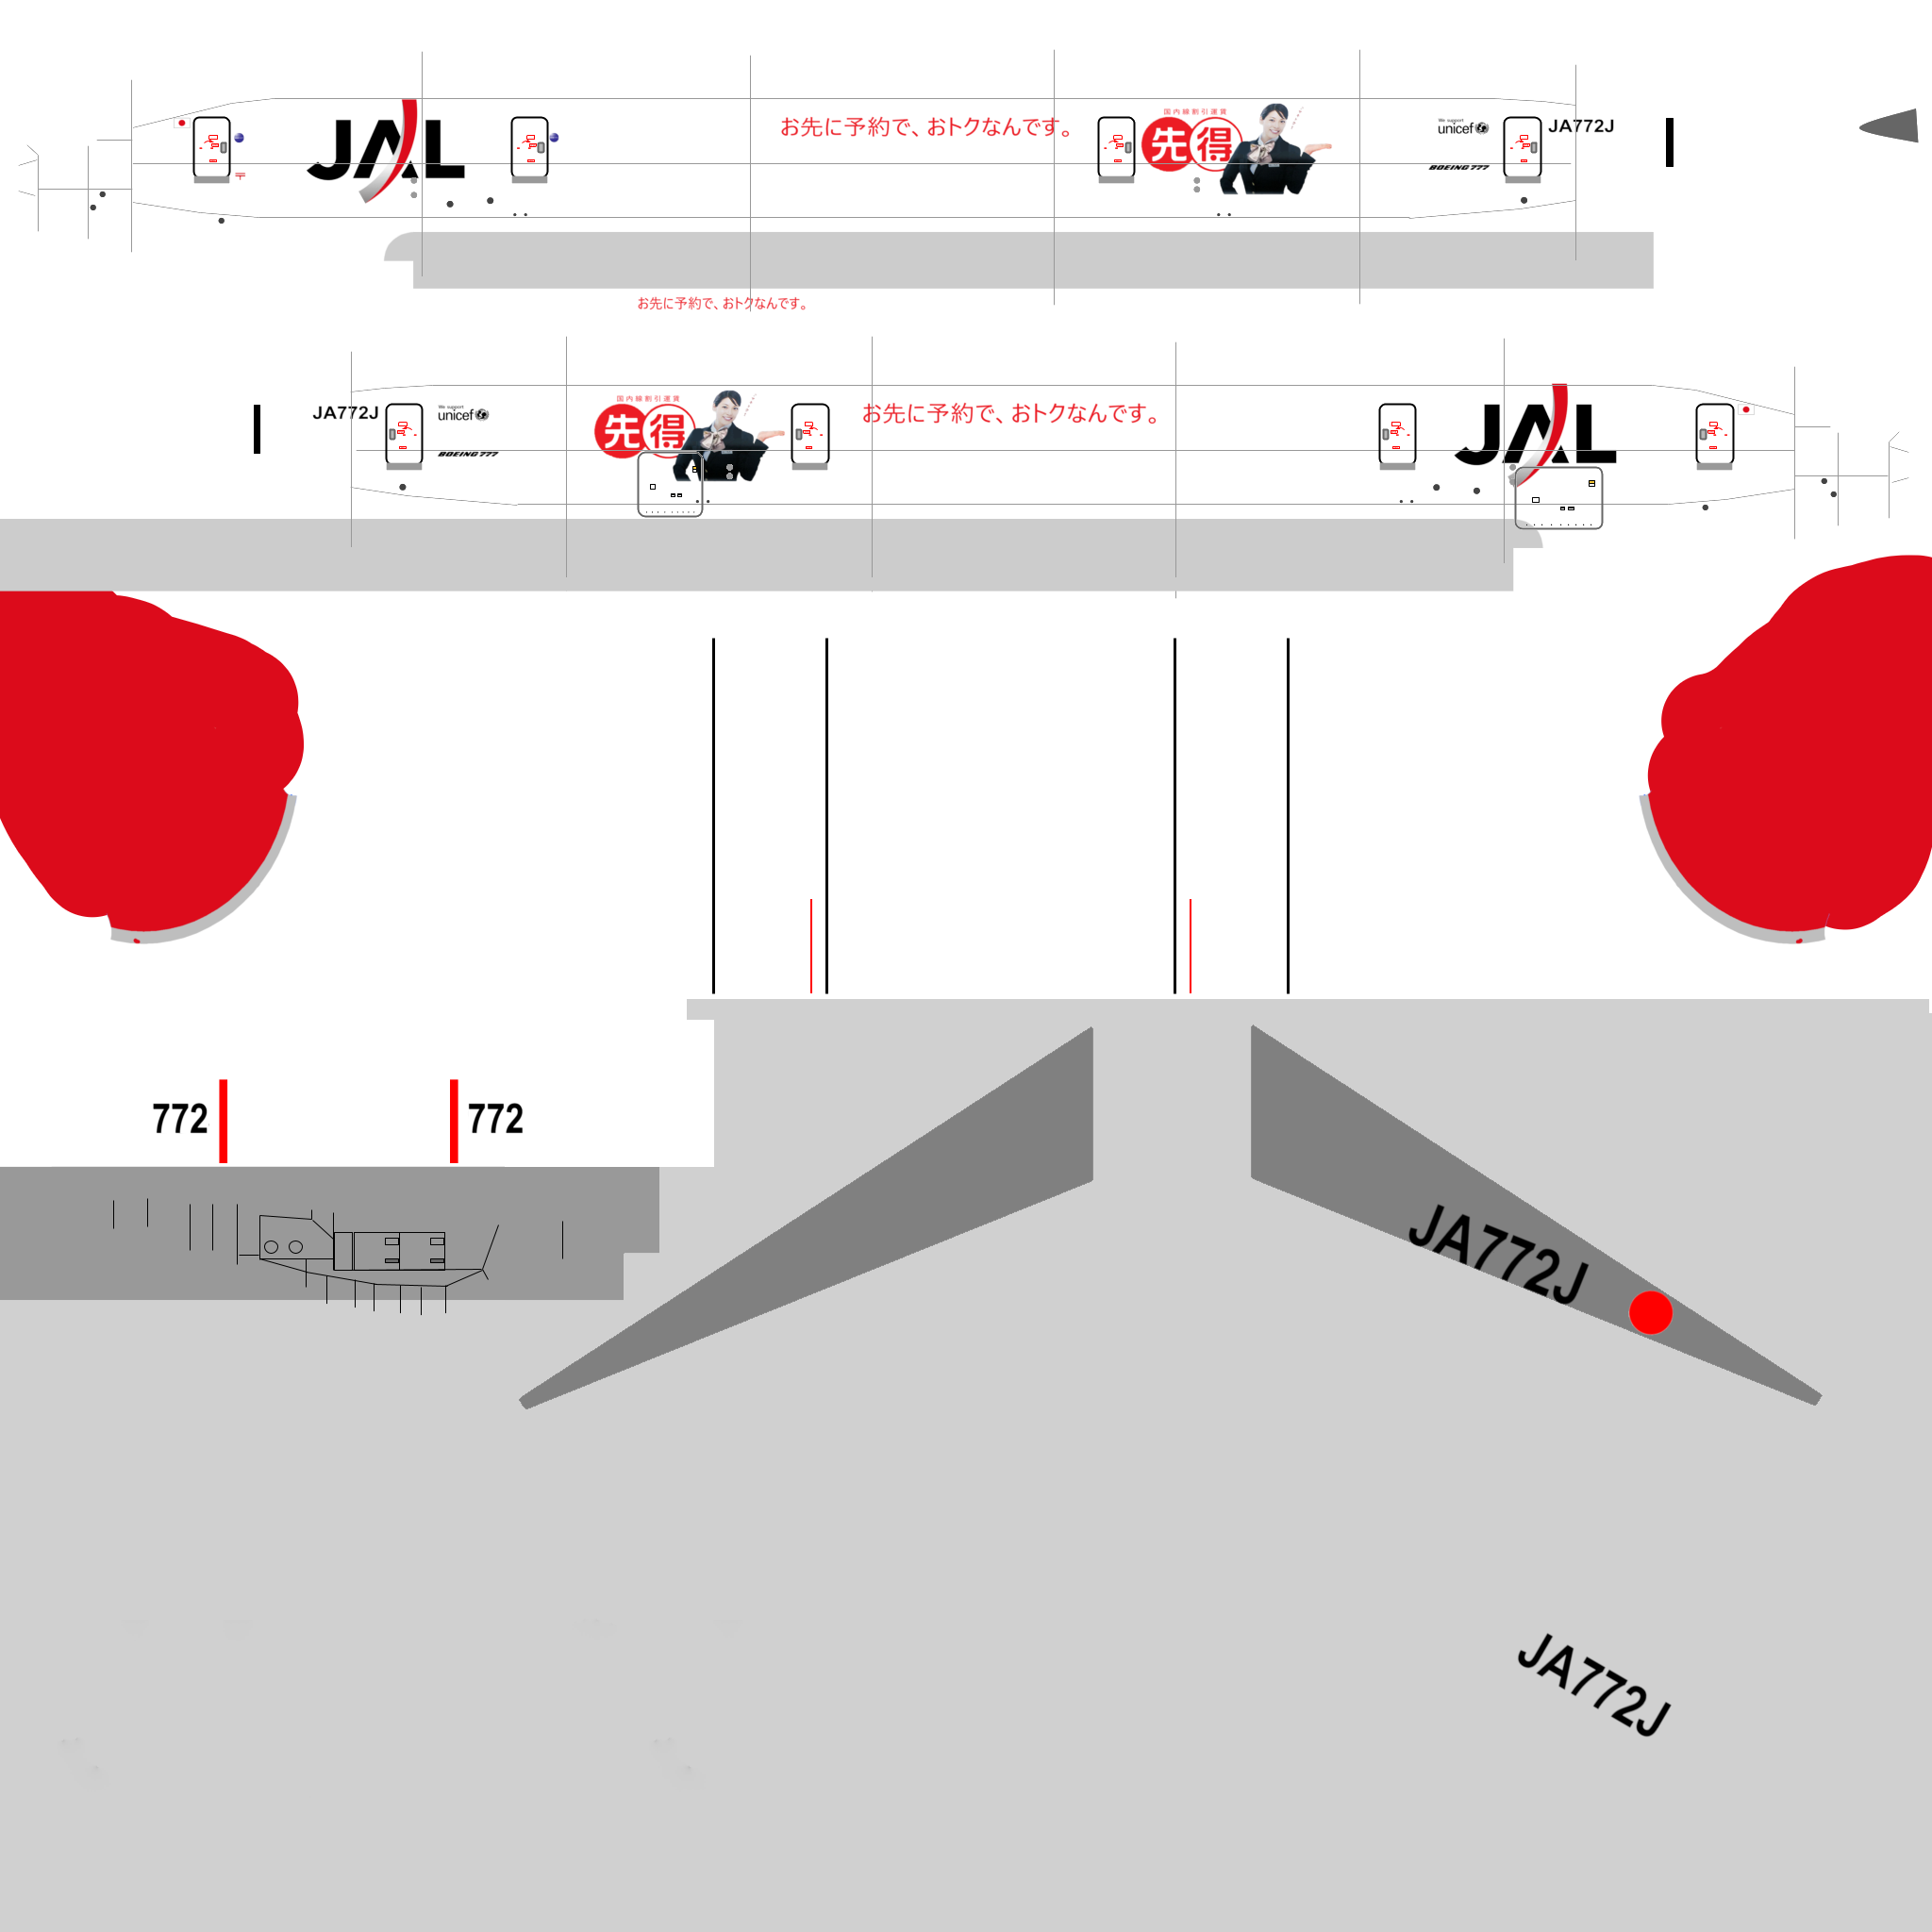 国内線割引運賃
お先に予約で、おトクなんです。
先得
JAL
We support
unicef
JA772J
BOEING 777
お先に予約で、おトクなんです。
国内線割引運賃
JA772J
We support
unicef
先得
お先に予約で、おトクなんです。
JAL
BOEING 777
772
772
JA772J
JA772J